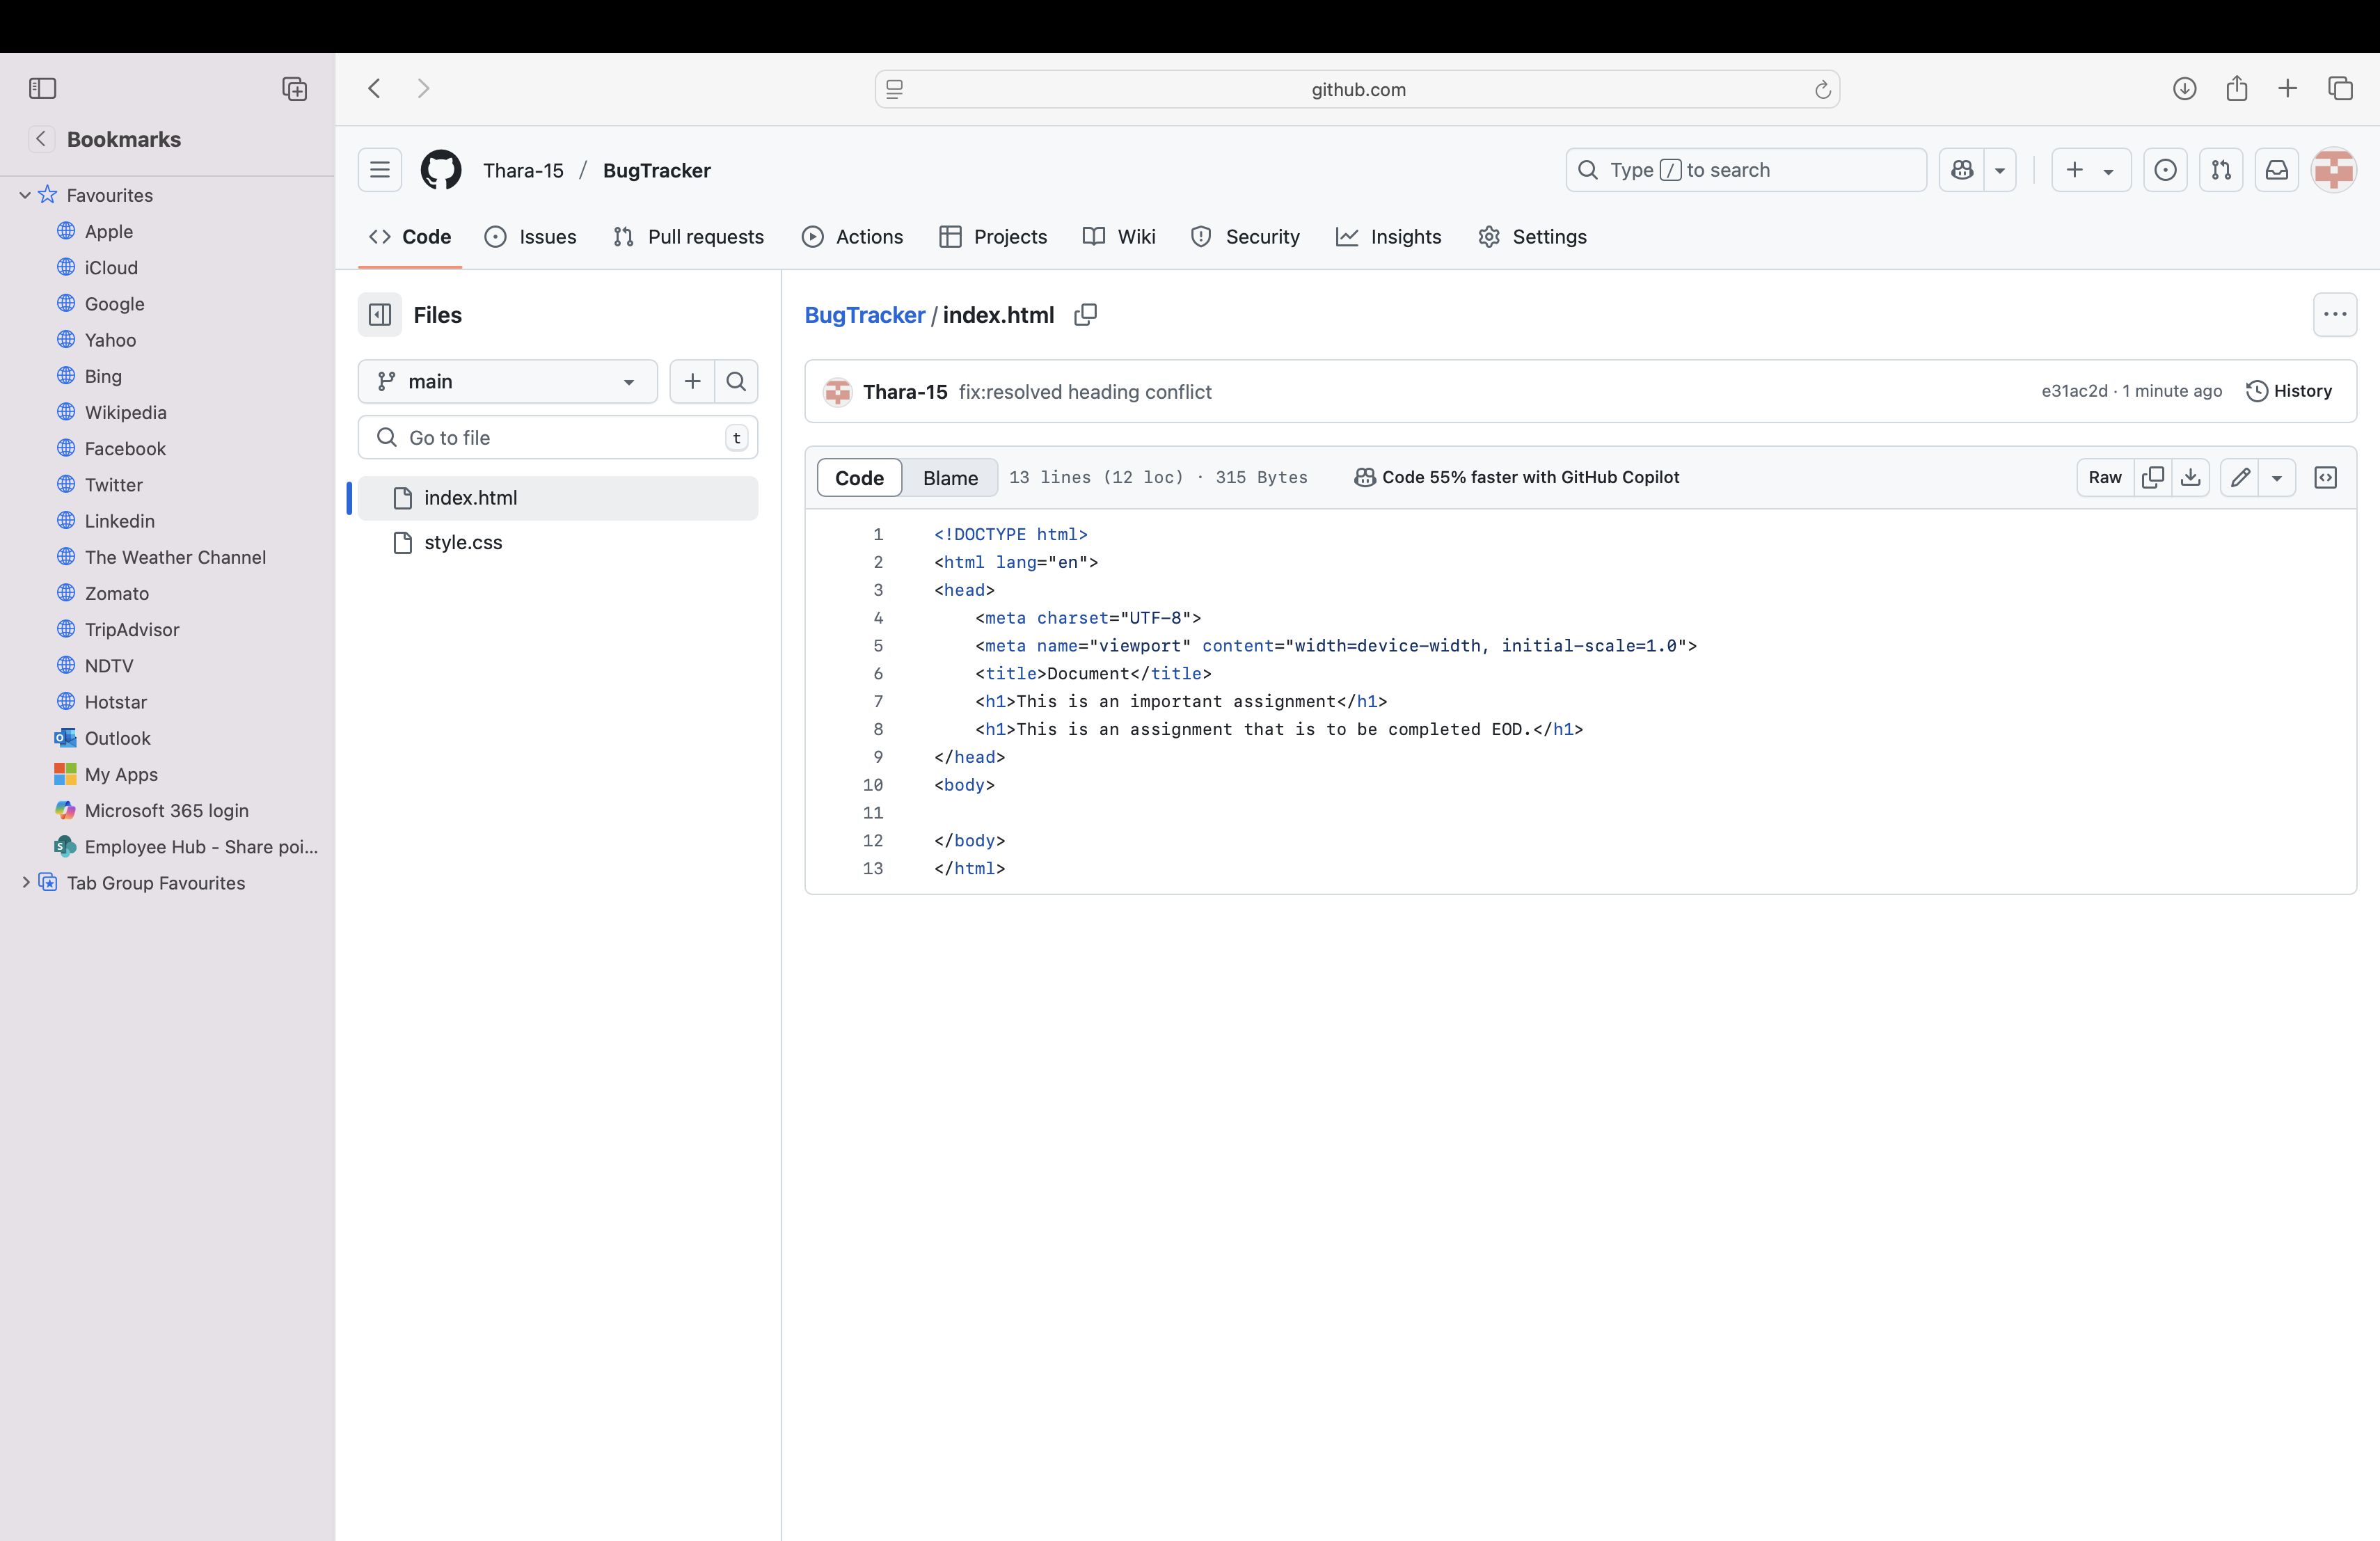 github.com
Bookmarks
Favourites
Apple
iCloud
Google
Yahoo
Bing
Wikipedia
Facebook
Twitter
Linkedin
The Weather Channel
Zomato
TripAdvisor
NDTV
Hotstar
Outlook
My Apps
Microsoft 365 login
Employee Hub - Share poi...
Tab Group Favourites
Thara-15 / BugTracker
Type / to search
Code Issues Pull requests Actions Projects Wiki Security Insights Settings
Files
main
Go to file t
index.html
style.css
BugTracker / index.html
Thara-15 fix:resolved heading conflict e31ac2d · 1 minute ago History
Code Blame 13 lines (12 loc) · 315 Bytes Code 55% faster with GitHub Copilot Raw
1 <!DOCTYPE html>
2 <html lang="en">
3 <head>
4     <meta charset="UTF-8">
5     <meta name="viewport" content="width=device-width, initial-scale=1.0">
6     <title>Document</title>
7     <h1>This is an important assignment</h1>
8     <h1>This is an assignment that is to be completed EOD.</h1>
9 </head>
10 <body>
11
12 </body>
13 </html>